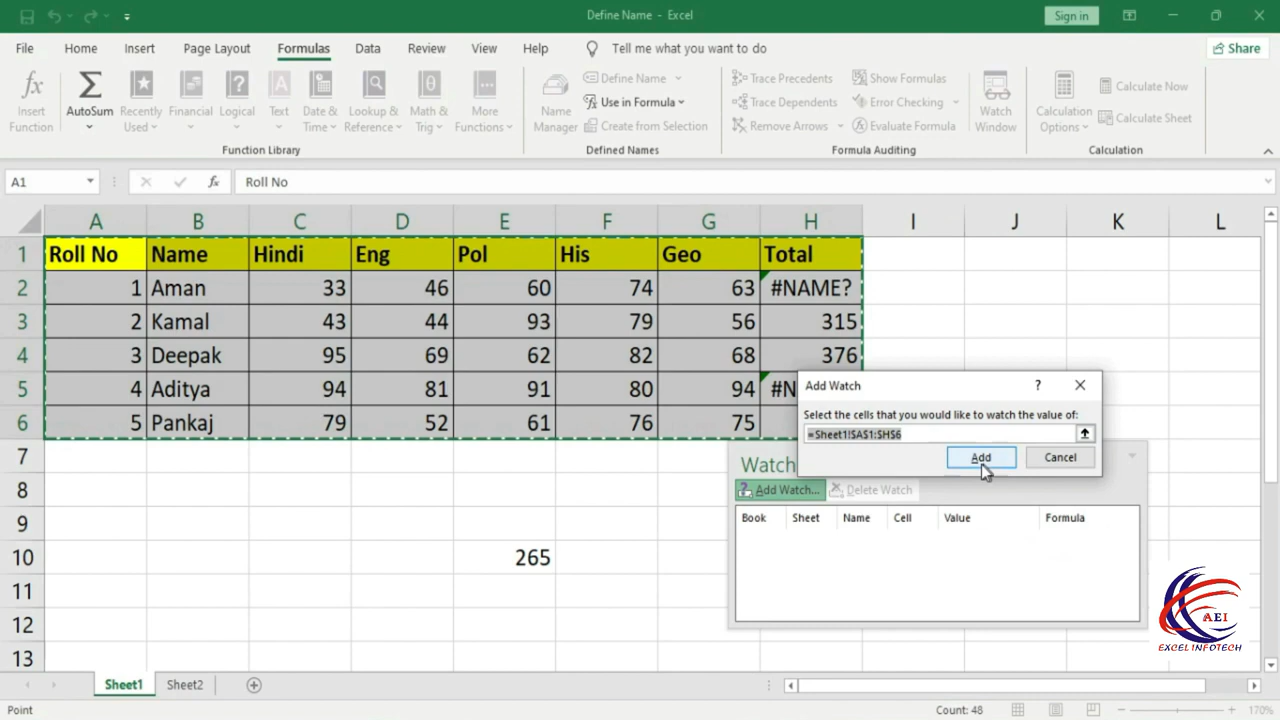 Define Name - Excel
Sign in
File Home Insert Page Layout Formulas Data Review View Help Tell me what you want to do Share
Insert Function
AutoSum
Recently Used
Financial
Logical
Text
Date & Time
Lookup & Reference
Math & Trig
More Functions
Function Library
Name Manager
Define Name
Use in Formula
Create from Selection
Defined Names
Trace Precedents
Trace Dependents
Remove Arrows
Show Formulas
Error Checking
Evaluate Formula
Formula Auditing
Watch Window
Calculation Options
Calculate Now
Calculate Sheet
Calculation
A1 fx Roll No
A B C D E F G H I J K L
1 Roll No Name Hindi Eng Pol His Geo Total
2 1 Aman 33 46 60 74 63 #NAME?
3 2 Kamal 43 44 93 79 56 315
4 3 Deepak 95 69 62 82 68 376
5 4 Aditya 94 81 91 80 94 #N
6 5 Pankaj 79 52 61 76 75
7
8
9
10 265
11
12
13
Add Watch ?
Select the cells that you would like to watch the value of:
=Sheet1!$A$1:$H$6
Add Cancel
Watch
Add Watch... Delete Watch
Book Sheet Name Cell Value Formula
AEI
EXCEL INFOTECH
Sheet1 Sheet2
Point Count: 48 170%